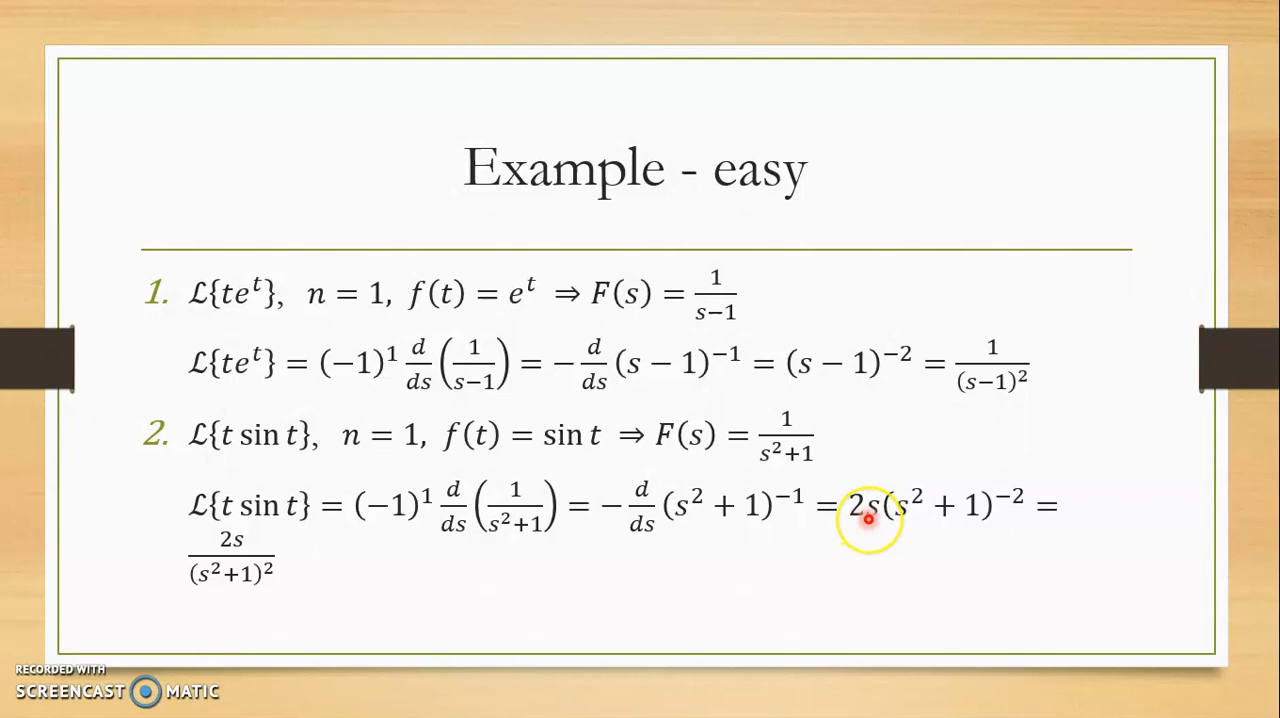 Example - easy
1. ℒ{te^t}, n = 1, f(t) = e^t ⇒ F(s) = 1/(s−1)
ℒ{te^t} = (−1)^1 d/ds (1/(s−1)) = − d/ds (s − 1)^−1 = (s − 1)^−2 = 1/(s−1)^2
2. ℒ{t sin t}, n = 1, f(t) = sin t ⇒ F(s) = 1/(s^2+1)
ℒ{t sin t} = (−1)^1 d/ds (1/(s^2+1)) = − d/ds (s^2 + 1)^−1 = 2s(s^2 + 1)^−2 =
2s/(s^2+1)^2
RECORDED WITH
SCREENCAST MATIC